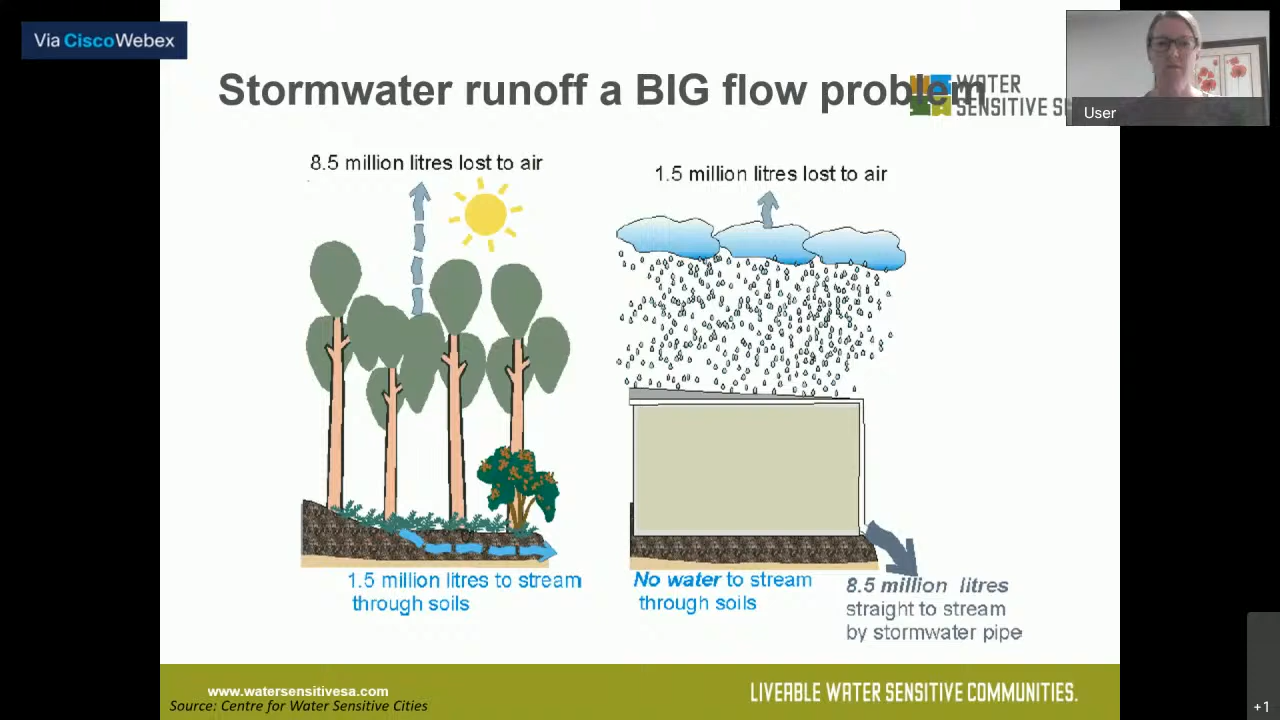 Via CiscoWebex
Stormwater runoff a BIG flow problem
WATER
SENSITIVE
User
8.5 million litres lost to air
1.5 million litres lost to air
1.5 million litres to stream
through soils
No water to stream
through soils
8.5 million litres
straight to stream
by stormwater pipe
www.watersensitivesa.com
Source: Centre for Water Sensitive Cities
LIVEABLE WATER SENSITIVE COMMUNITIES.
+1